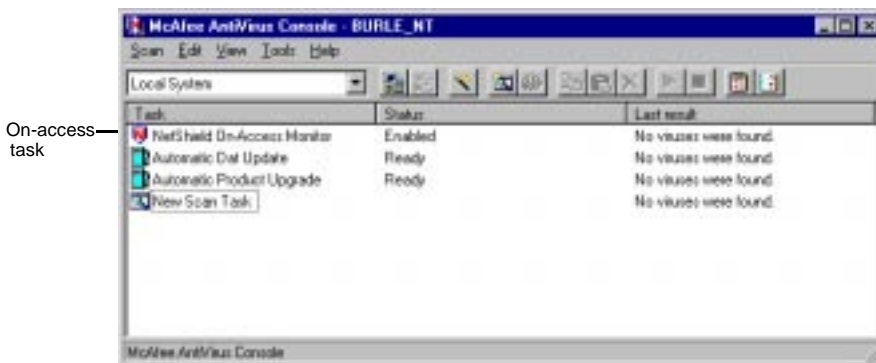 McAfee AntiVirus Console - BURLE_NT
Scan Edit View Tools Help
Local System
Task Status Last result
On-access task
NetShield On-Access Monitor Enabled No viruses were found.
Automatic Dat Update Ready No viruses were found.
Automatic Product Upgrade Ready No viruses were found.
New Scan Task No viruses were found.
McAfee AntiVirus Console